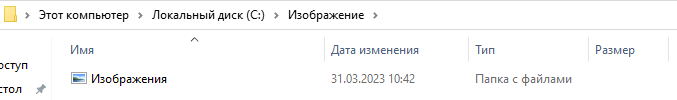 Этот компьютер > Локальный диск (C:) > Изображение >
Имя Дата изменения Тип Размер
оступ
Изображения 31.03.2023 10:42 Папка с файлами
стол